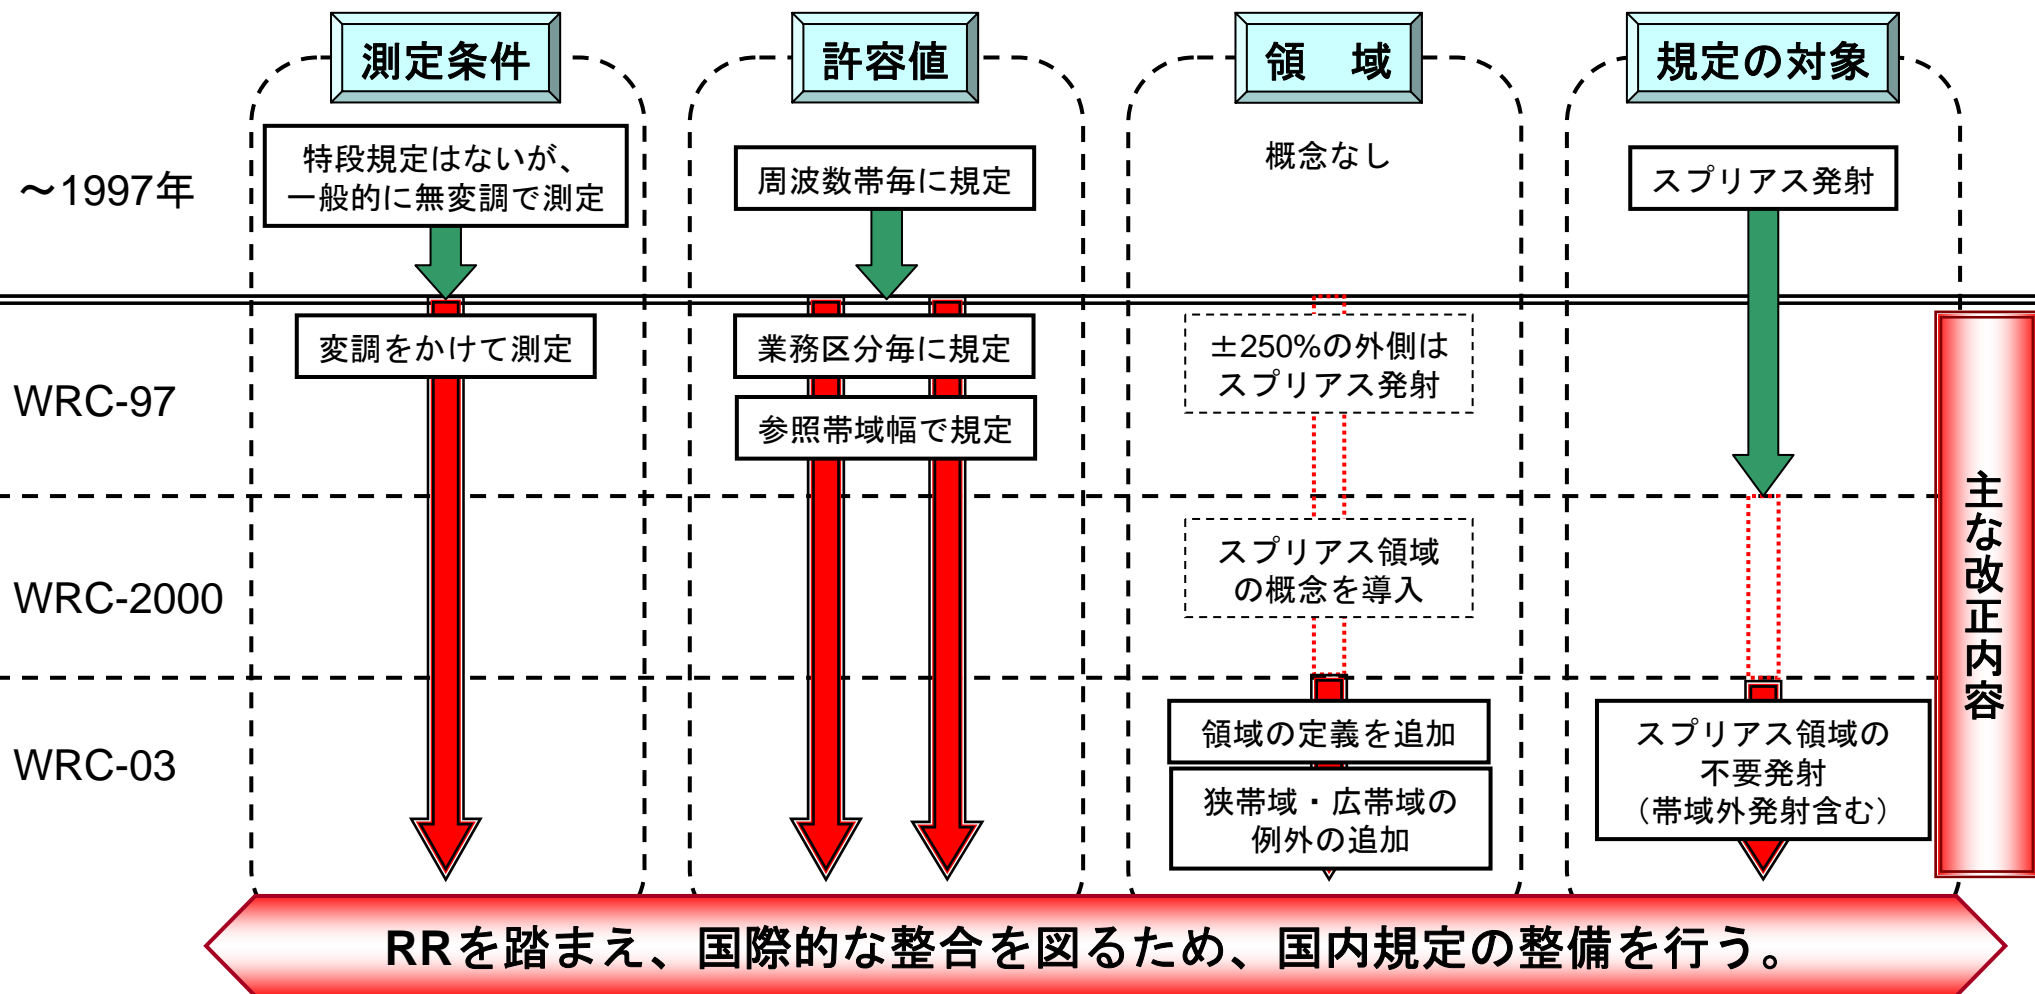 測定条件
許容値
領　域
規定の対象
～1997年
特段規定はないが、
一般的に無変調で測定
周波数帯毎に規定
概念なし
スプリアス発射
WRC-97
変調をかけて測定
業務区分毎に規定
参照帯域幅で規定
±250%の外側は
スプリアス発射
WRC-2000
スプリアス領域
の概念を導入
WRC-03
領域の定義を追加
狭帯域・広帯域の
例外の追加
スプリアス領域の
不要発射
（帯域外発射含む）
主な改正内容
RRを踏まえ、国際的な整合を図るため、国内規定の整備を行う。